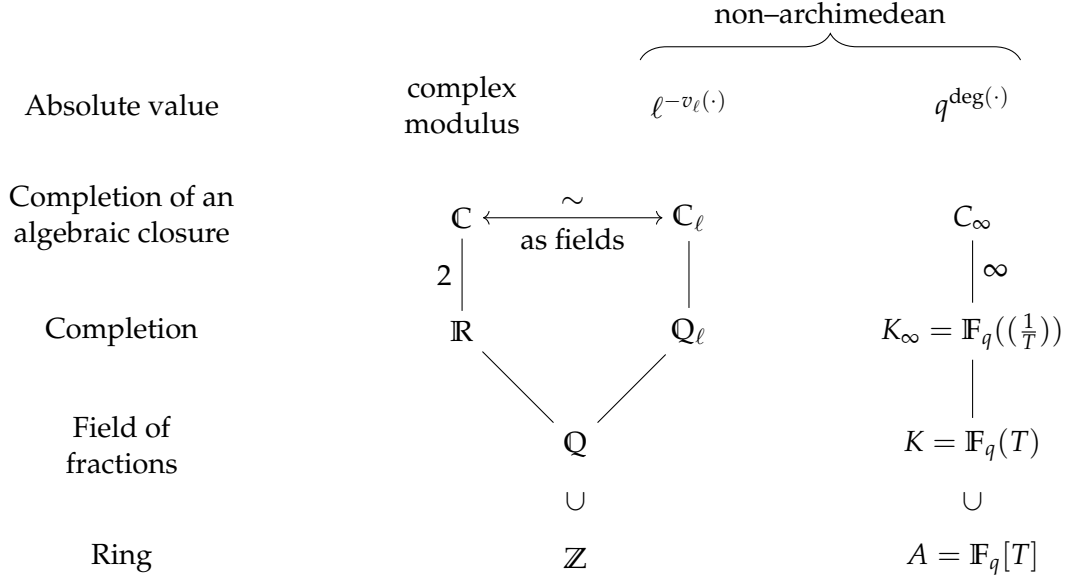 non–archimedean
Absolute value
complex
modulus
ℓ^{−v_ℓ(·)}
q^{deg(·)}
Completion of an
algebraic closure
ℂ
∼
as fields
ℂ_ℓ
C_∞
2
∞
Completion
ℝ
ℚ_ℓ
K_∞ = 𝔽_q((1/T))
Field of
fractions
ℚ
K = 𝔽_q(T)
∪
∪
Ring
ℤ
A = 𝔽_q[T]